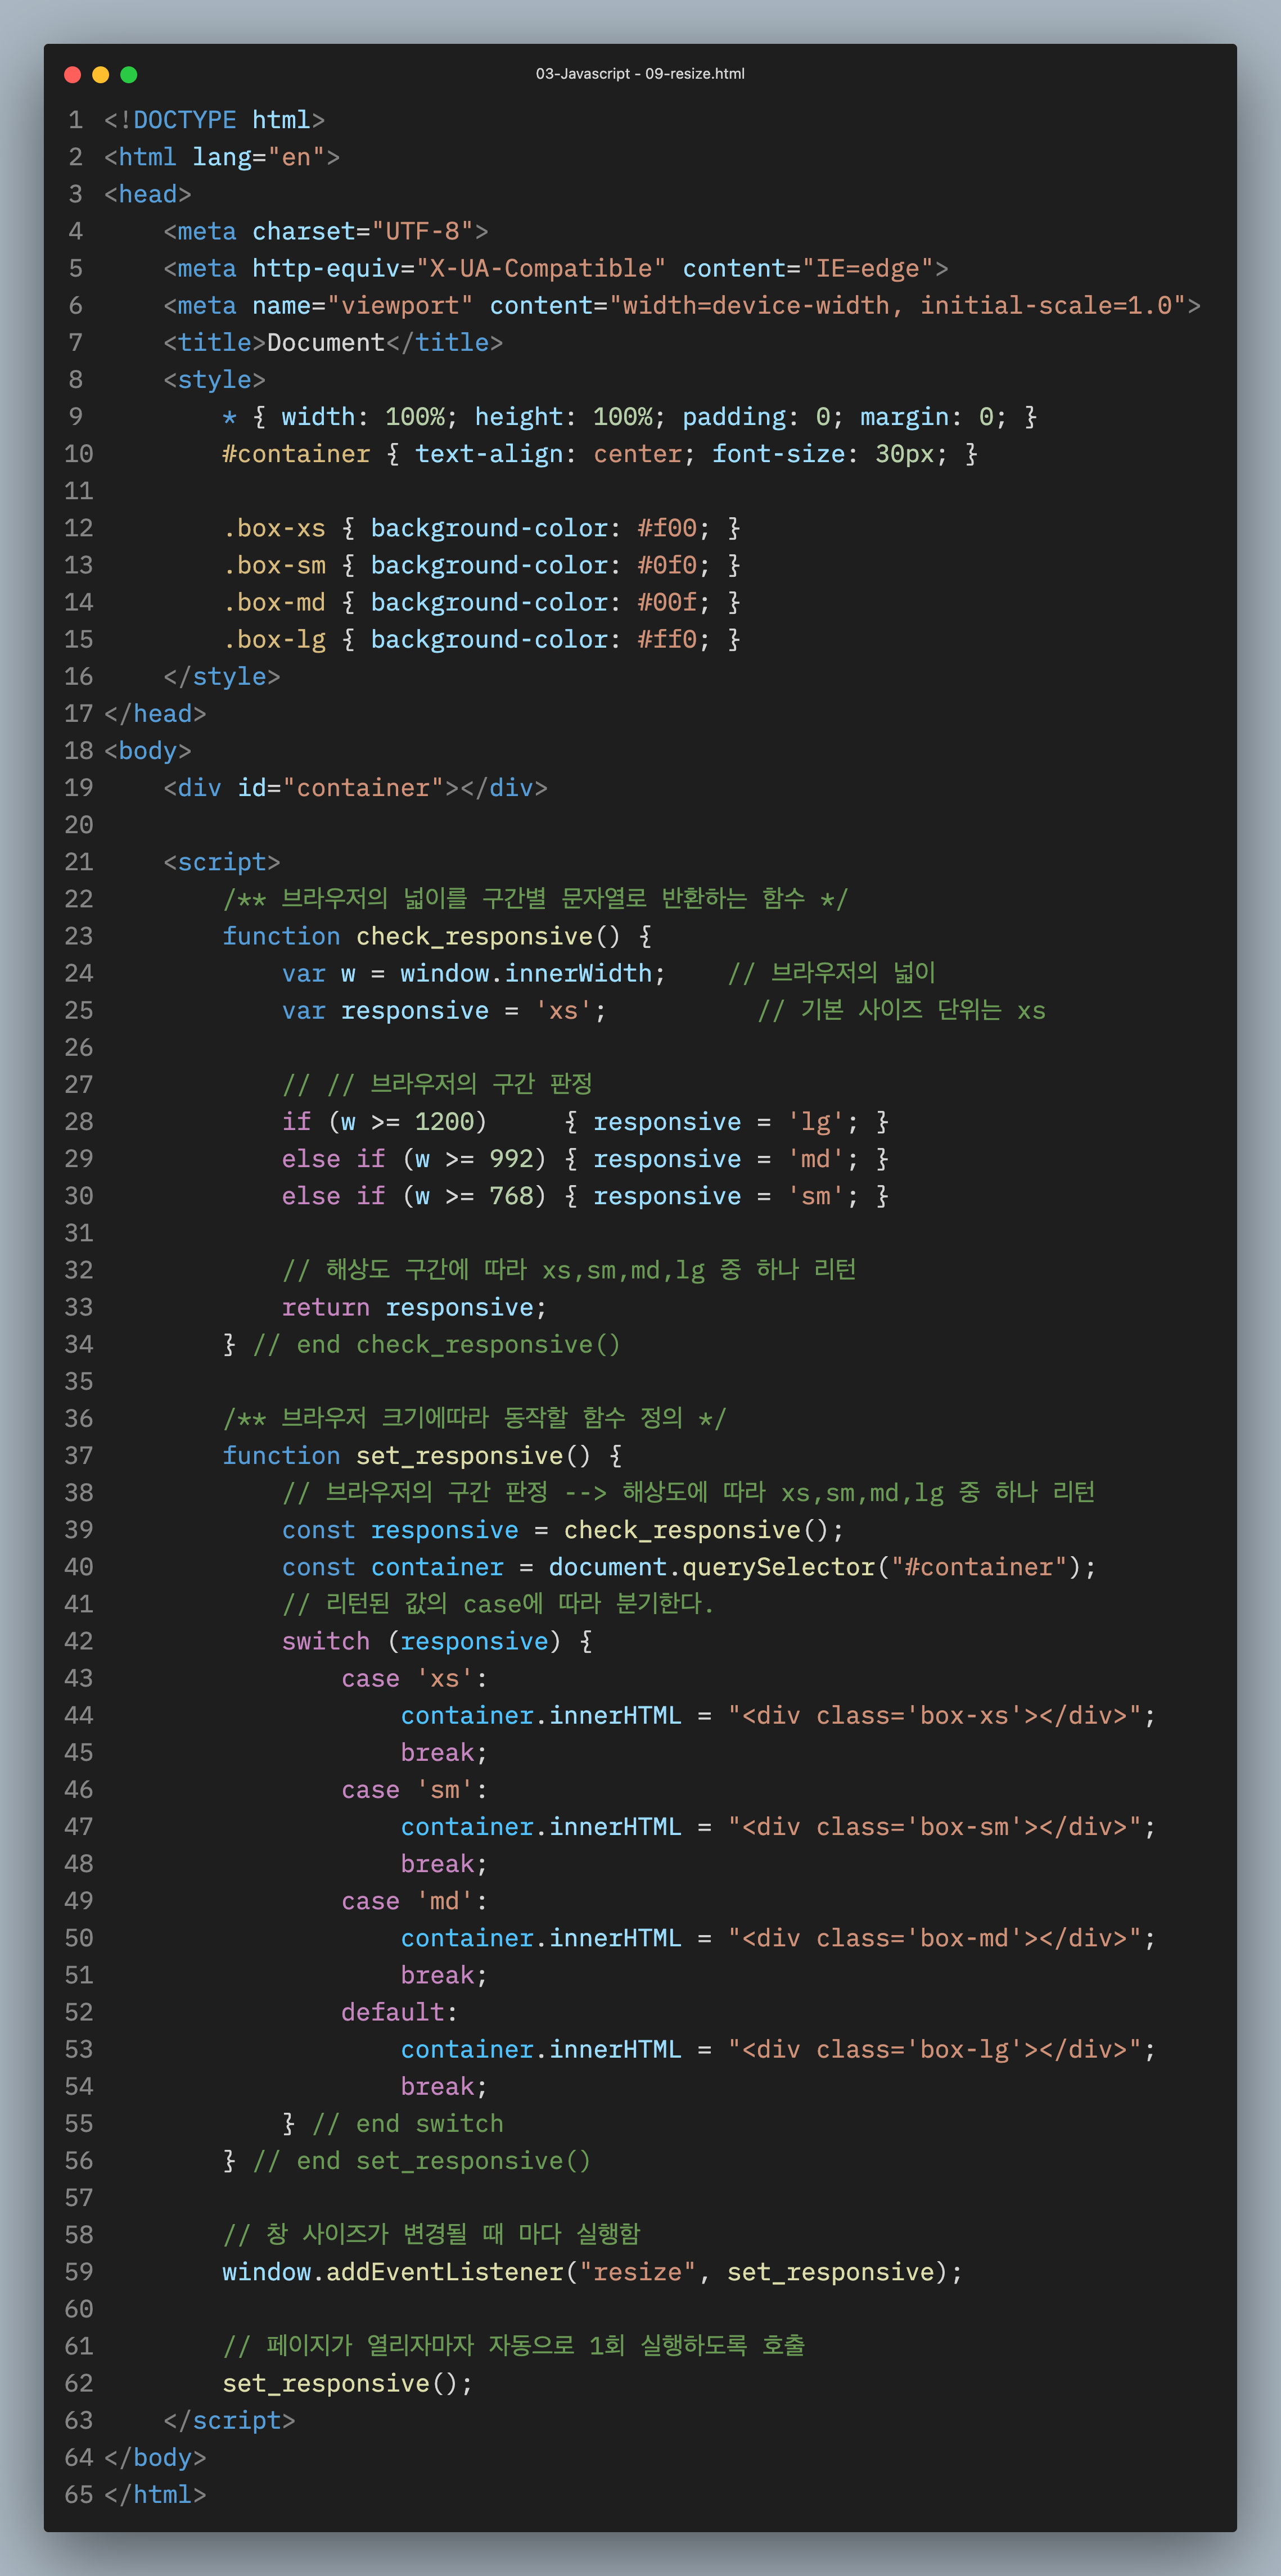 03-Javascript - 09-resize.html
1 <!DOCTYPE html>
2 <html lang="en">
3 <head>
4     <meta charset="UTF-8">
5     <meta http-equiv="X-UA-Compatible" content="IE=edge">
6     <meta name="viewport" content="width=device-width, initial-scale=1.0">
7     <title>Document</title>
8     <style>
9         * { width: 100%; height: 100%; padding: 0; margin: 0; }
10         #container { text-align: center; font-size: 30px; }
11
12         .box-xs { background-color: #f00; }
13         .box-sm { background-color: #0f0; }
14         .box-md { background-color: #00f; }
15         .box-lg { background-color: #ff0; }
16     </style>
17 </head>
18 <body>
19     <div id="container"></div>
20
21     <script>
22         /** 브라우저의 넓이를 구간별 문자열로 반환하는 함수 */
23         function check_responsive() {
24             var w = window.innerWidth;    // 브라우저의 넓이
25             var responsive = 'xs';          // 기본 사이즈 단위는 xs
26
27             // // 브라우저의 구간 판정
28             if (w >= 1200)     { responsive = 'lg'; }
29             else if (w >= 992) { responsive = 'md'; }
30             else if (w >= 768) { responsive = 'sm'; }
31
32             // 해상도 구간에 따라 xs,sm,md,lg 중 하나 리턴
33             return responsive;
34         } // end check_responsive()
35
36         /** 브라우저 크기에따라 동작할 함수 정의 */
37         function set_responsive() {
38             // 브라우저의 구간 판정 --> 해상도에 따라 xs,sm,md,lg 중 하나 리턴
39             const responsive = check_responsive();
40             const container = document.querySelector("#container");
41             // 리턴된 값의 case에 따라 분기한다.
42             switch (responsive) {
43                 case 'xs':
44                     container.innerHTML = "<div class='box-xs'></div>";
45                     break;
46                 case 'sm':
47                     container.innerHTML = "<div class='box-sm'></div>";
48                     break;
49                 case 'md':
50                     container.innerHTML = "<div class='box-md'></div>";
51                     break;
52                 default:
53                     container.innerHTML = "<div class='box-lg'></div>";
54                     break;
55             } // end switch
56         } // end set_responsive()
57
58         // 창 사이즈가 변경될 때 마다 실행함
59         window.addEventListener("resize", set_responsive);
60
61         // 페이지가 열리자마자 자동으로 1회 실행하도록 호출
62         set_responsive();
63     </script>
64 </body>
65 </html>